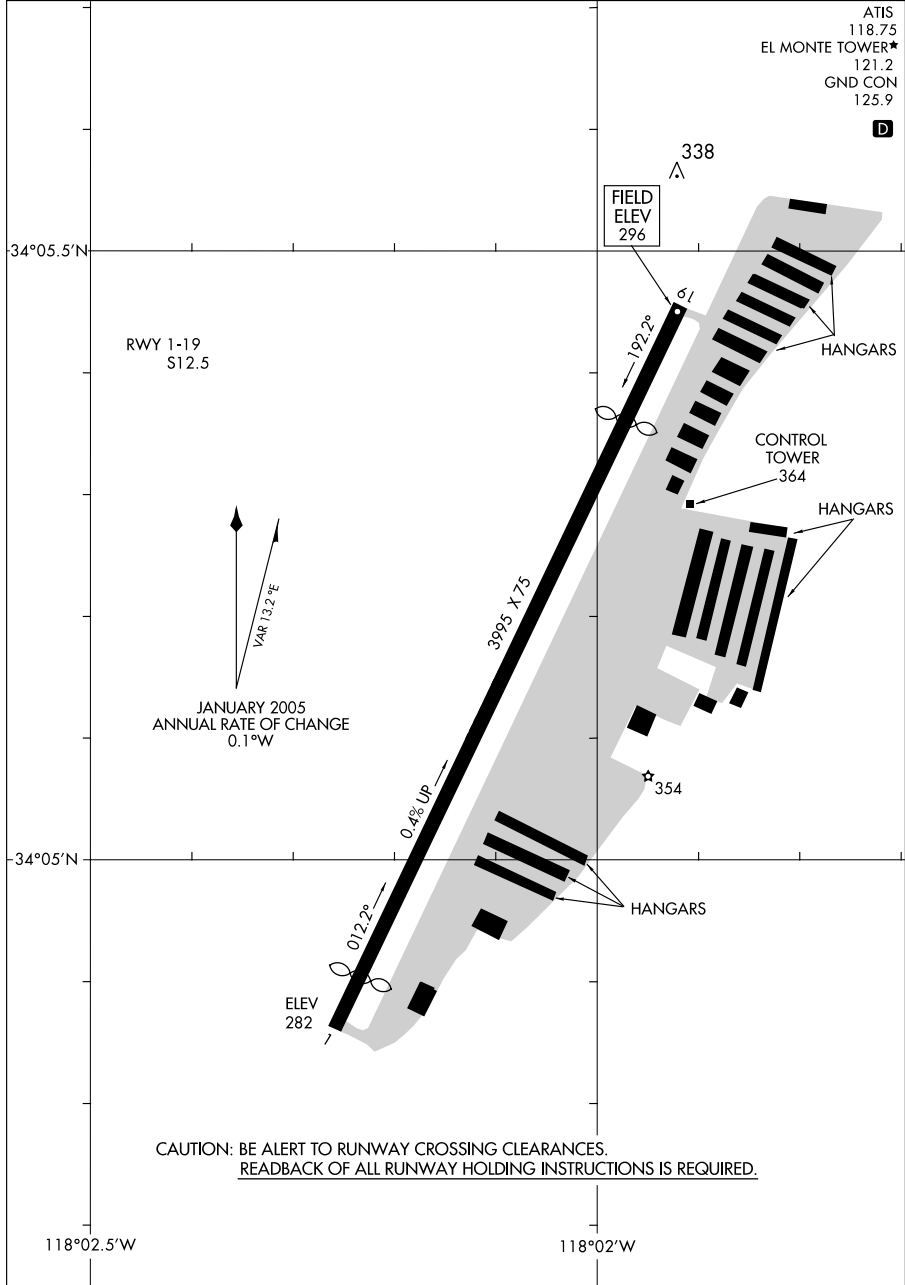 ATIS
118.75
EL MONTE TOWER★
121.2
GND CON
125.9
D
338
FIELD
ELEV
296
34°05.5'N
19
RWY 1-19
S12.5
192.2°
HANGARS
CONTROL
TOWER
364
HANGARS
VAR 13.2 °E
3995 X 75
JANUARY 2005
ANNUAL RATE OF CHANGE
0.1°W
0.4% UP
354
34°05'N
HANGARS
012.2°
ELEV
282
1
CAUTION: BE ALERT TO RUNWAY CROSSING CLEARANCES.
READBACK OF ALL RUNWAY HOLDING INSTRUCTIONS IS REQUIRED.
118°02.5'W
118°02'W